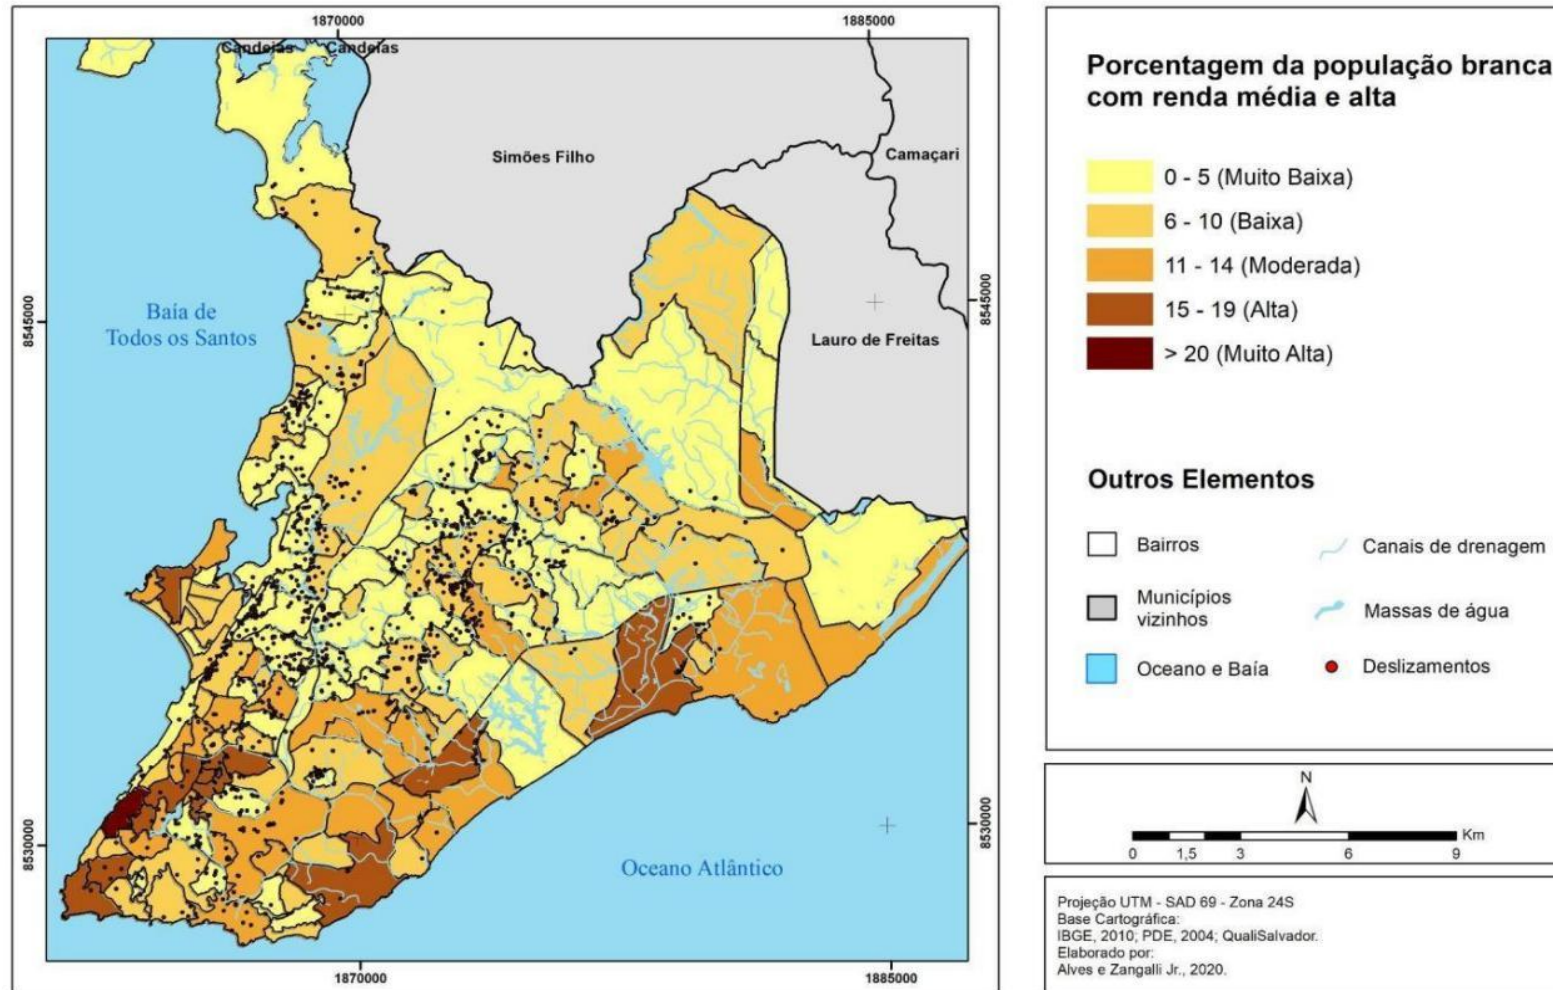 1870000
1885000
Candeias
Candeias
Simões Filho
Camaçari
8545000
Baía de
Todos os Santos
8545000
Lauro de Freitas
8530000
Oceano Atlântico
8530000
1870000
1885000
Porcentagem da população branca
com renda média e alta
0 - 5 (Muito Baixa)
6 - 10 (Baixa)
11 - 14 (Moderada)
15 - 19 (Alta)
> 20 (Muito Alta)
Outros Elementos
Bairros
Canais de drenagem
Municípios
vizinhos
Massas de água
Oceano e Baía
Deslizamentos
N
Km
0 1,5 3 6 9
Projeção UTM - SAD 69 - Zona 24S
Base Cartográfica:
IBGE, 2010; PDE, 2004; QualiSalvador.
Elaborado por:
Alves e Zangalli Jr., 2020.